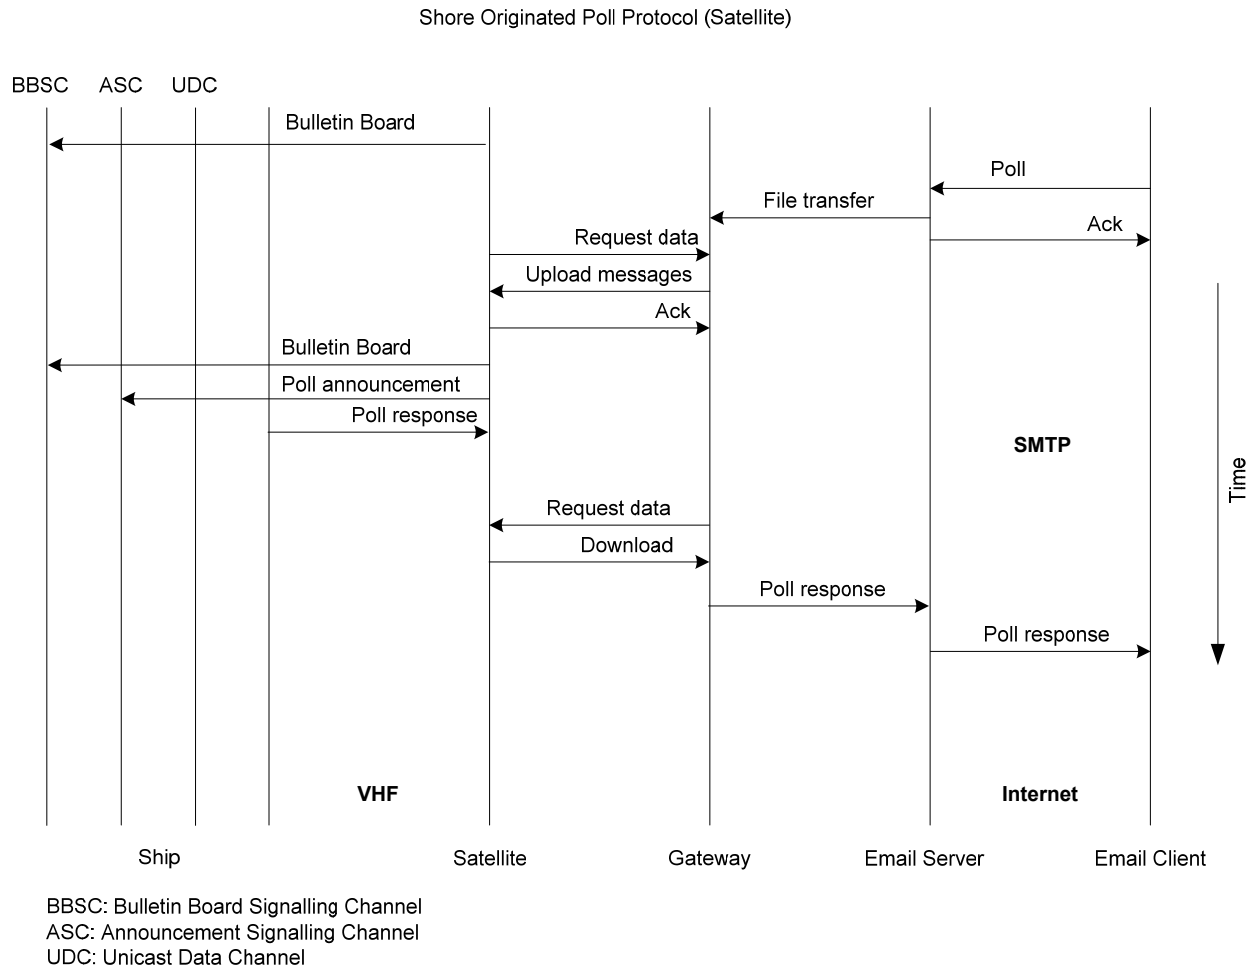 Shore Originated Poll Protocol (Satellite)
BBSC ASC UDC
Bulletin Board
Poll
File transfer
Ack
Request data
Upload messages
Ack
Bulletin Board
Poll announcement
Poll response
SMTP
Time
Request data
Download
Poll response
Poll response
VHF
Internet
Ship
Satellite
Gateway
Email Server
Email Client
BBSC: Bulletin Board Signalling Channel
ASC: Announcement Signalling Channel
UDC: Unicast Data Channel